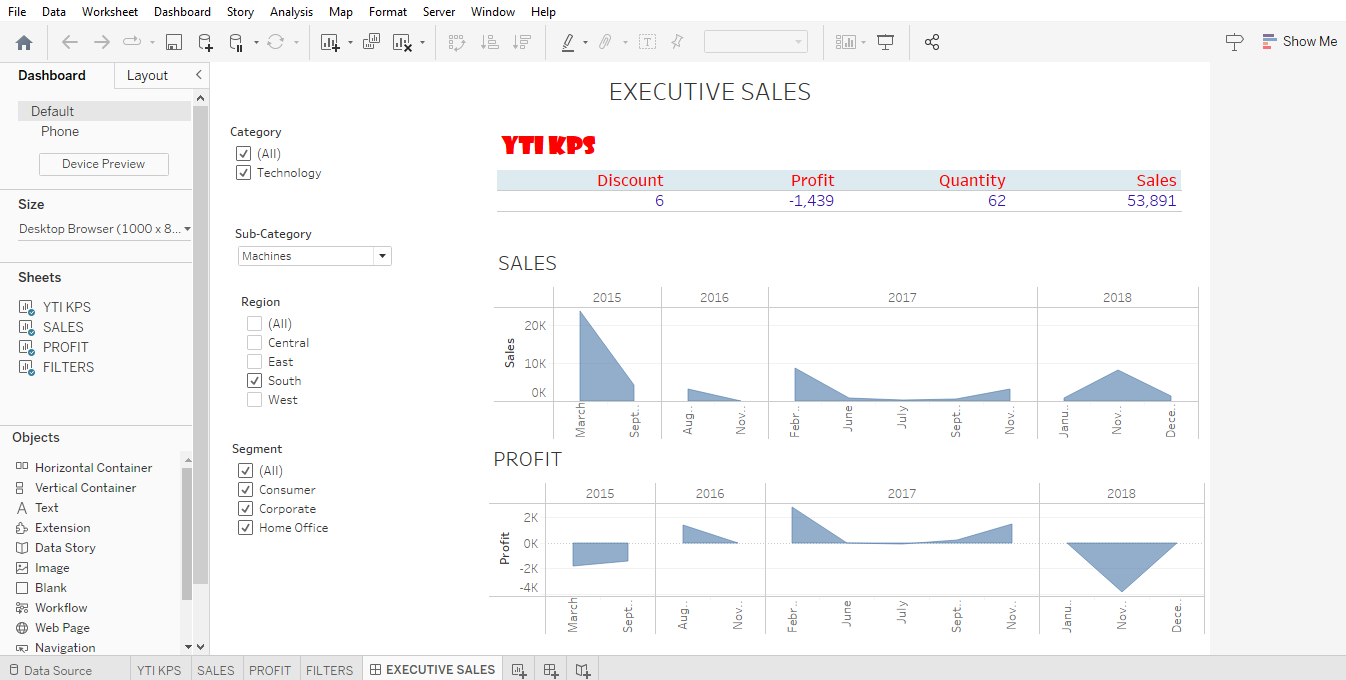 File Data Worksheet Dashboard Story Analysis Map Format Server Window Help
Show Me
Dashboard Layout
Default
Phone
Device Preview
Size
Desktop Browser (1000 x 8...
Sheets
YTI KPS
SALES
PROFIT
FILTERS
Objects
Horizontal Container
Vertical Container
Text
Extension
Data Story
Image
Blank
Workflow
Web Page
Navigation
EXECUTIVE SALES
Category
(All)
Technology
Sub-Category
Machines
Region
(All)
Central
East
South
West
Segment
(All)
Consumer
Corporate
Home Office
YTI KPS
Discount Profit Quantity Sales
6 -1,439 62 53,891
SALES
2015 2016 2017 2018
Sales
20K
10K
0K
March Sept.. Aug.. Nov.. Febr.. June July Sept.. Nov.. Janu.. Nov.. Dece..
PROFIT
2015 2016 2017 2018
Profit
2K
0K
-2K
-4K
March Sept.. Aug.. Nov.. Febr.. June July Sept.. Nov.. Janu.. Nov.. Dece..
Data Source YTI KPS SALES PROFIT FILTERS EXECUTIVE SALES